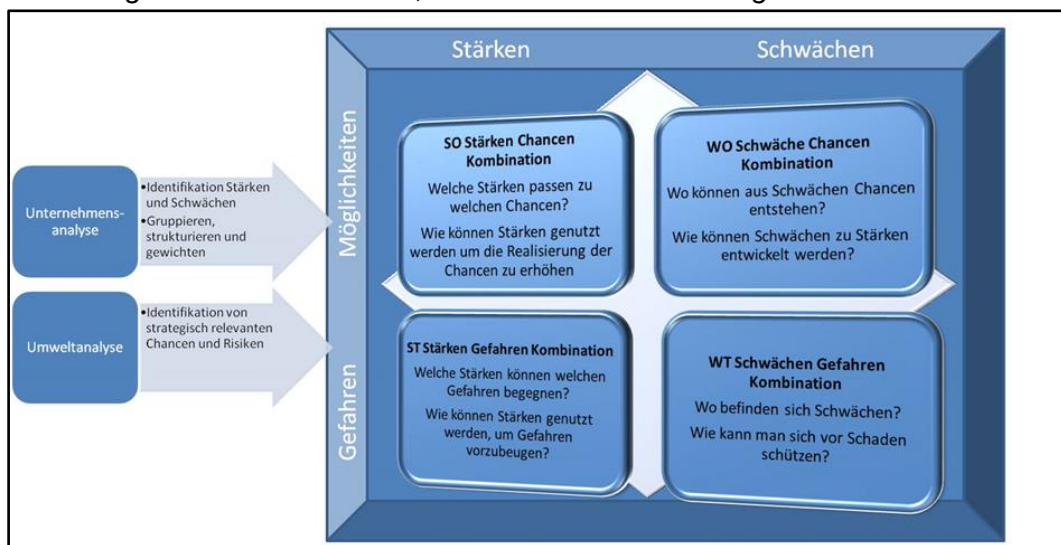 Stärken
Schwächen
Möglichkeiten
Gefahren
Unternehmens-
analyse
•Identifikation Stärken
und Schwächen
•Gruppieren,
strukturieren und
gewichten
Umweltanalyse
•Identifikation von
strategisch relevanten
Chancen und Risiken
SO Stärken Chancen
Kombination
Welche Stärken passen zu
welchen Chancen?
Wie können Stärken genutzt
werden um die Realisierung der
Chancen zu erhöhen
WO Schwäche Chancen
Kombination
Wo können aus Schwächen Chancen
entstehen?
Wie können Schwächen zu Stärken
entwickelt werden?
ST Stärken Gefahren Kombination
Welche Stärken können welchen
Gefahren begegnen?
Wie können Stärken genutzt
werden, um Gefahren
vorzubeugen?
WT Schwächen Gefahren
Kombination
Wo befinden sich Schwächen?
Wie kann man sich vor Schaden
schützen?